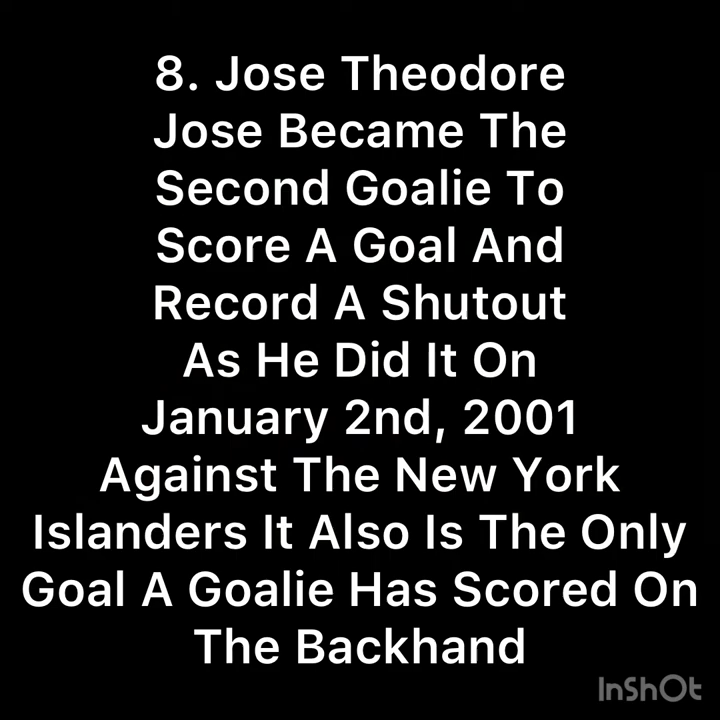 8. Jose Theodore
Jose Became The
Second Goalie To
Score A Goal And
Record A Shutout
As He Did It On
January 2nd, 2001
Against The New York
Islanders It Also Is The Only
Goal A Goalie Has Scored On
The Backhand
InShOt